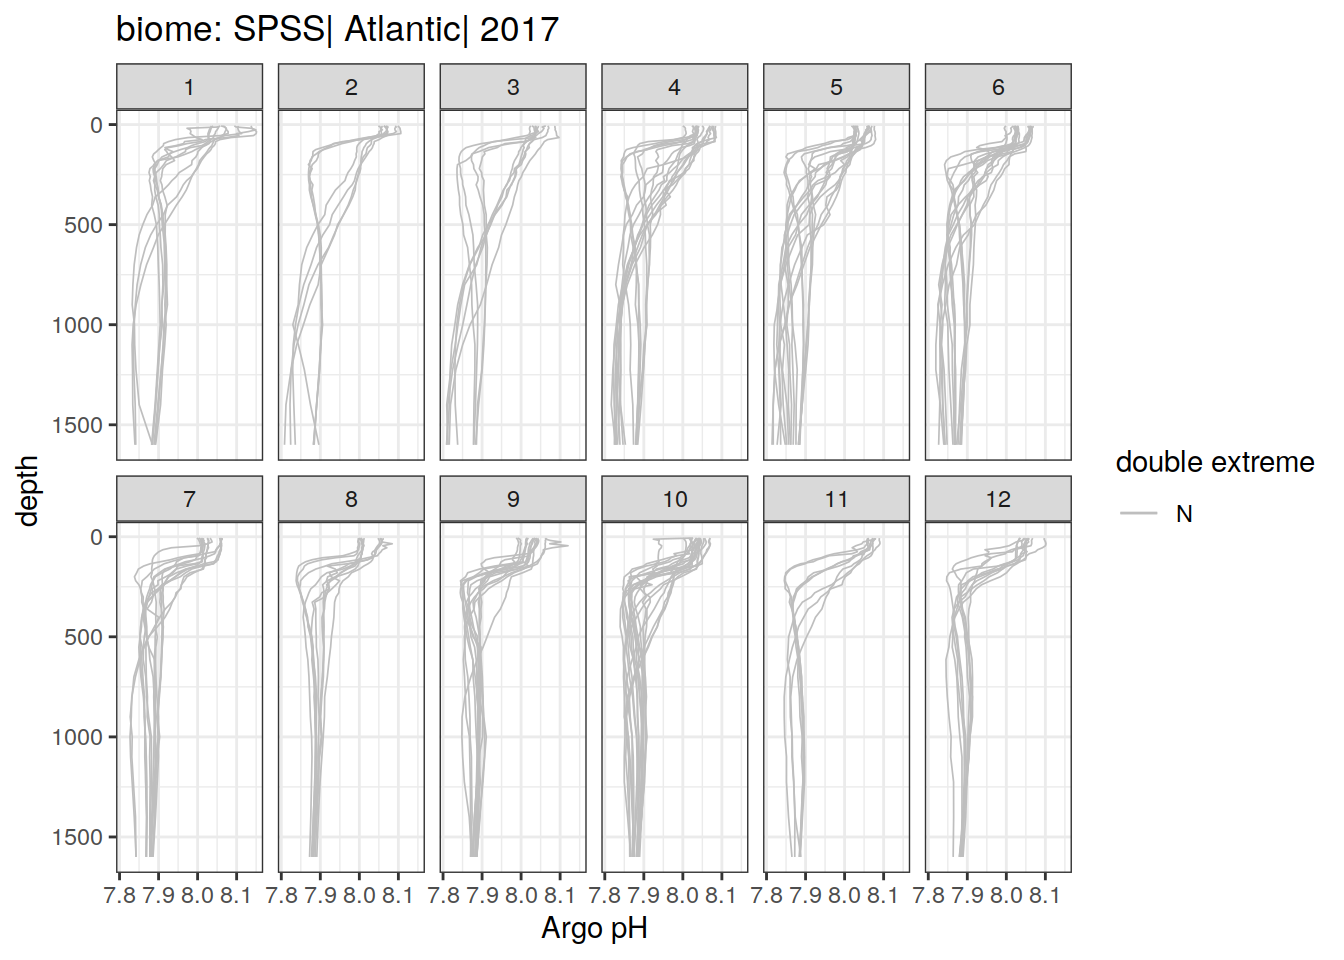 biome: SPSS| Atlantic| 2017
1 2 3 4 5 6
0
500
1000
1500
depth
double extreme
N
7 8 9 10 11 12
0
500
1000
1500
7.8 7.9 8.0 8.1 7.8 7.9 8.0 8.1 7.8 7.9 8.0 8.1 7.8 7.9 8.0 8.1 7.8 7.9 8.0 8.1 7.8 7.9 8.0 8.1
Argo pH